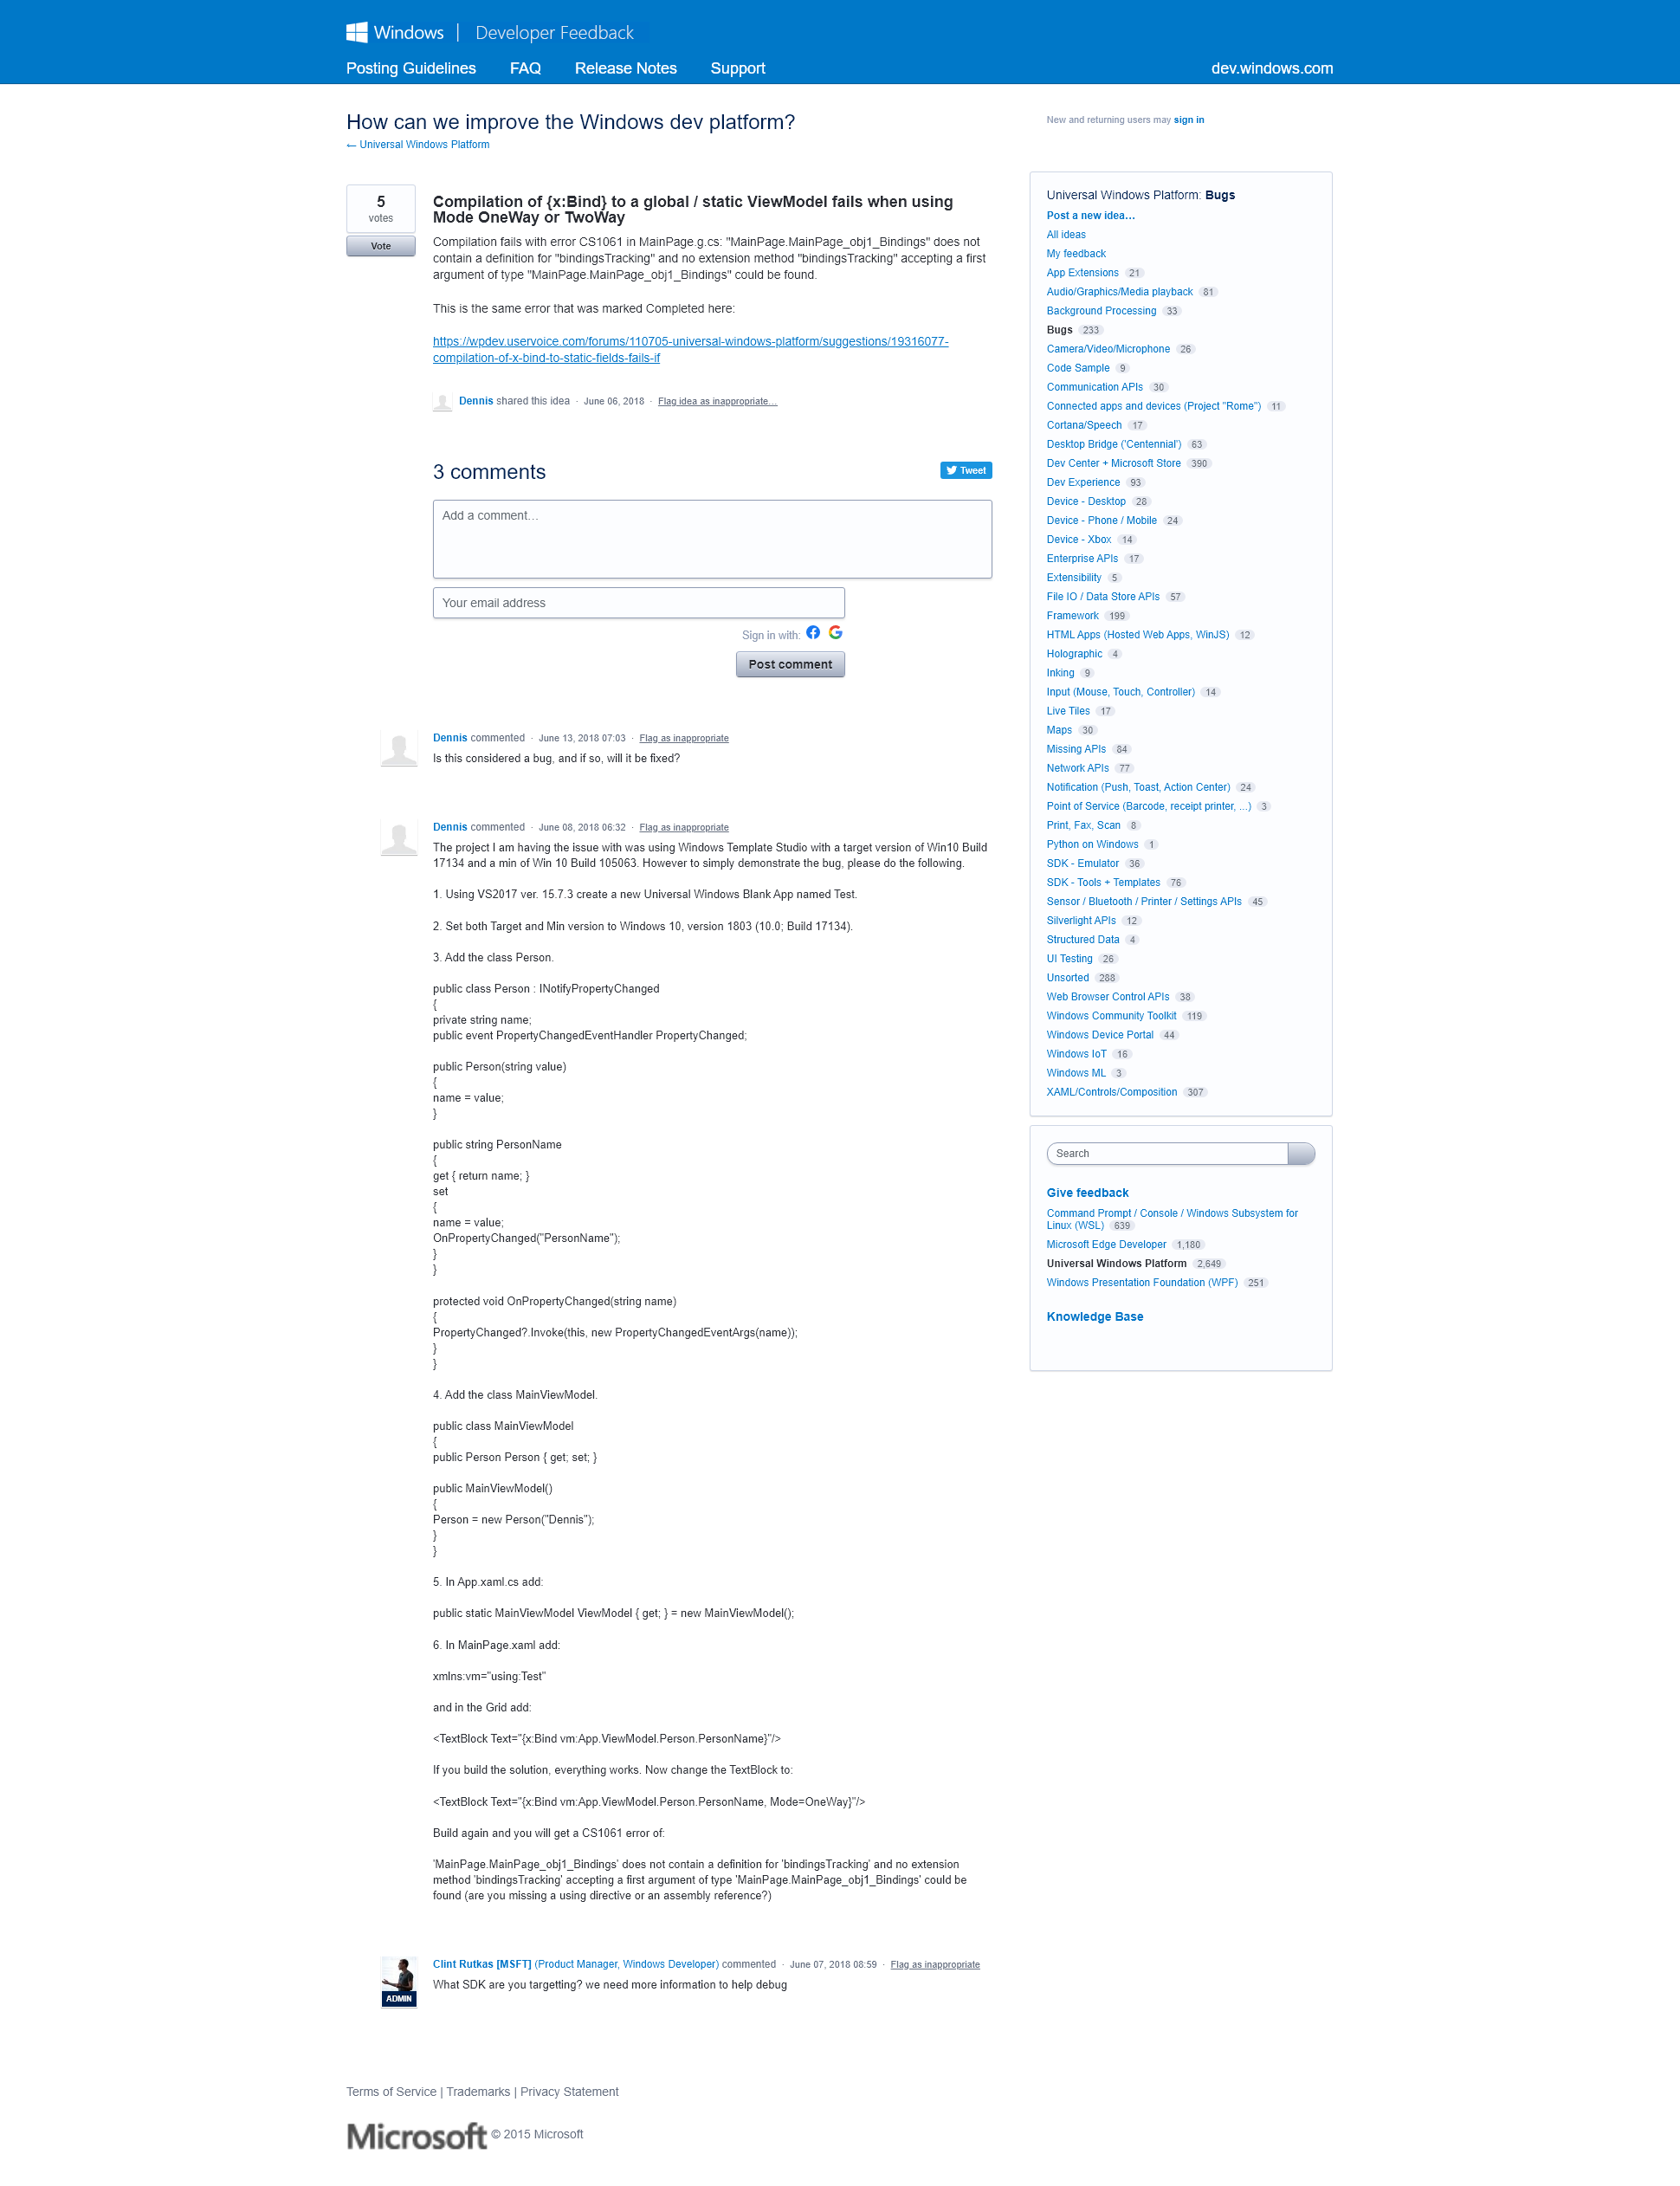 Windows | Developer Feedback
Posting Guidelines FAQ Release Notes Support dev.windows.com
How can we improve the Windows dev platform?
← Universal Windows Platform
New and returning users may sign in
5
votes
Vote
Compilation of {x:Bind} to a global / static ViewModel fails when using
Mode OneWay or TwoWay
Compilation fails with error CS1061 in MainPage.g.cs: "MainPage.MainPage_obj1_Bindings" does not
contain a definition for "bindingsTracking" and no extension method "bindingsTracking" accepting a first
argument of type "MainPage.MainPage_obj1_Bindings" could be found.
This is the same error that was marked Completed here:
https://wpdev.uservoice.com/forums/110705-universal-windows-platform/suggestions/19316077-
compilation-of-x-bind-to-static-fields-fails-if
Dennis shared this idea · June 06, 2018 · Flag idea as inappropriate…
3 comments
Tweet
Add a comment…
Your email address
Sign in with:
Post comment
Dennis commented · June 13, 2018 07:03 · Flag as inappropriate
Is this considered a bug, and if so, will it be fixed?
Dennis commented · June 08, 2018 06:32 · Flag as inappropriate
The project I am having the issue with was using Windows Template Studio with a target version of Win10 Build
17134 and a min of Win 10 Build 105063. However to simply demonstrate the bug, please do the following.
1. Using VS2017 ver. 15.7.3 create a new Universal Windows Blank App named Test.
2. Set both Target and Min version to Windows 10, version 1803 (10.0; Build 17134).
3. Add the class Person.
public class Person : INotifyPropertyChanged
{
private string name;
public event PropertyChangedEventHandler PropertyChanged;
public Person(string value)
{
name = value;
}
public string PersonName
{
get { return name; }
set
{
name = value;
OnPropertyChanged("PersonName");
}
}
protected void OnPropertyChanged(string name)
{
PropertyChanged?.Invoke(this, new PropertyChangedEventArgs(name));
}
}
4. Add the class MainViewModel.
public class MainViewModel
{
public Person Person { get; set; }
public MainViewModel()
{
Person = new Person("Dennis");
}
}
5. In App.xaml.cs add:
public static MainViewModel ViewModel { get; } = new MainViewModel();
6. In MainPage.xaml add:
xmlns:vm="using:Test"
and in the Grid add:
<TextBlock Text="{x:Bind vm:App.ViewModel.Person.PersonName}"/>
If you build the solution, everything works. Now change the TextBlock to:
<TextBlock Text="{x:Bind vm:App.ViewModel.Person.PersonName, Mode=OneWay}"/>
Build again and you will get a CS1061 error of:
'MainPage.MainPage_obj1_Bindings' does not contain a definition for 'bindingsTracking' and no extension
method 'bindingsTracking' accepting a first argument of type 'MainPage.MainPage_obj1_Bindings' could be
found (are you missing a using directive or an assembly reference?)
ADMIN
Clint Rutkas [MSFT] (Product Manager, Windows Developer) commented · June 07, 2018 08:59 · Flag as inappropriate
What SDK are you targetting? we need more information to help debug
Universal Windows Platform: Bugs
Post a new idea…
All ideas
My feedback
App Extensions 21
Audio/Graphics/Media playback 81
Background Processing 33
Bugs 233
Camera/Video/Microphone 26
Code Sample 9
Communication APIs 30
Connected apps and devices (Project "Rome") 11
Cortana/Speech 17
Desktop Bridge ('Centennial') 63
Dev Center + Microsoft Store 390
Dev Experience 93
Device - Desktop 28
Device - Phone / Mobile 24
Device - Xbox 14
Enterprise APIs 17
Extensibility 5
File IO / Data Store APIs 57
Framework 199
HTML Apps (Hosted Web Apps, WinJS) 12
Holographic 4
Inking 9
Input (Mouse, Touch, Controller) 14
Live Tiles 17
Maps 30
Missing APIs 84
Network APIs 77
Notification (Push, Toast, Action Center) 24
Point of Service (Barcode, receipt printer, ...) 3
Print, Fax, Scan 8
Python on Windows 1
SDK - Emulator 36
SDK - Tools + Templates 76
Sensor / Bluetooth / Printer / Settings APIs 45
Silverlight APIs 12
Structured Data 4
UI Testing 26
Unsorted 288
Web Browser Control APIs 38
Windows Community Toolkit 119
Windows Device Portal 44
Windows IoT 16
Windows ML 3
XAML/Controls/Composition 307
Search
Give feedback
Command Prompt / Console / Windows Subsystem for
Linux (WSL) 639
Microsoft Edge Developer 1,180
Universal Windows Platform 2,649
Windows Presentation Foundation (WPF) 251
Knowledge Base
Terms of Service | Trademarks | Privacy Statement
Microsoft © 2015 Microsoft